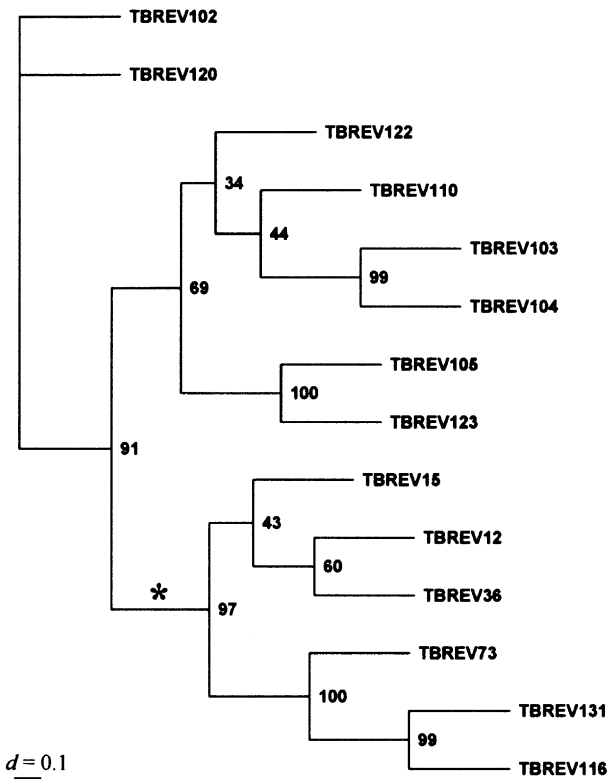 TBREV102
TBREV120
TBREV122
34
TBREV110
44
TBREV103
99
69
TBREV104
TBREV105
100
TBREV123
91
TBREV15
43
TBREV12
60
*
TBREV36
97
TBREV73
100
TBREV131
99
d = 0.1
TBREV116